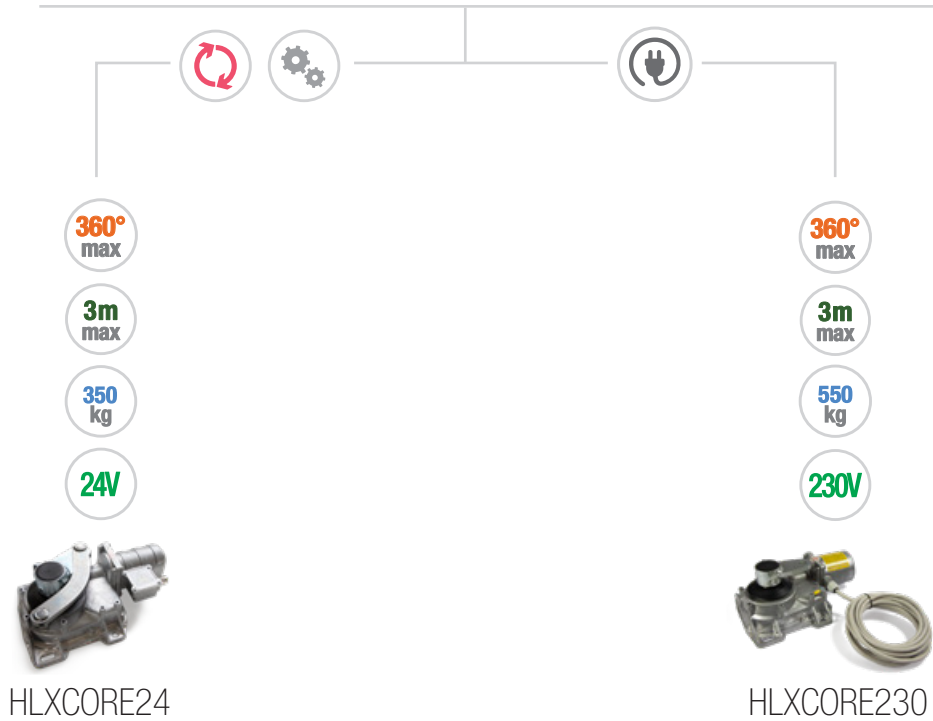 360°
max
3m
max
350
kg
24V
HLXCORE24
360°
max
3m
max
550
kg
230V
HLXCORE230